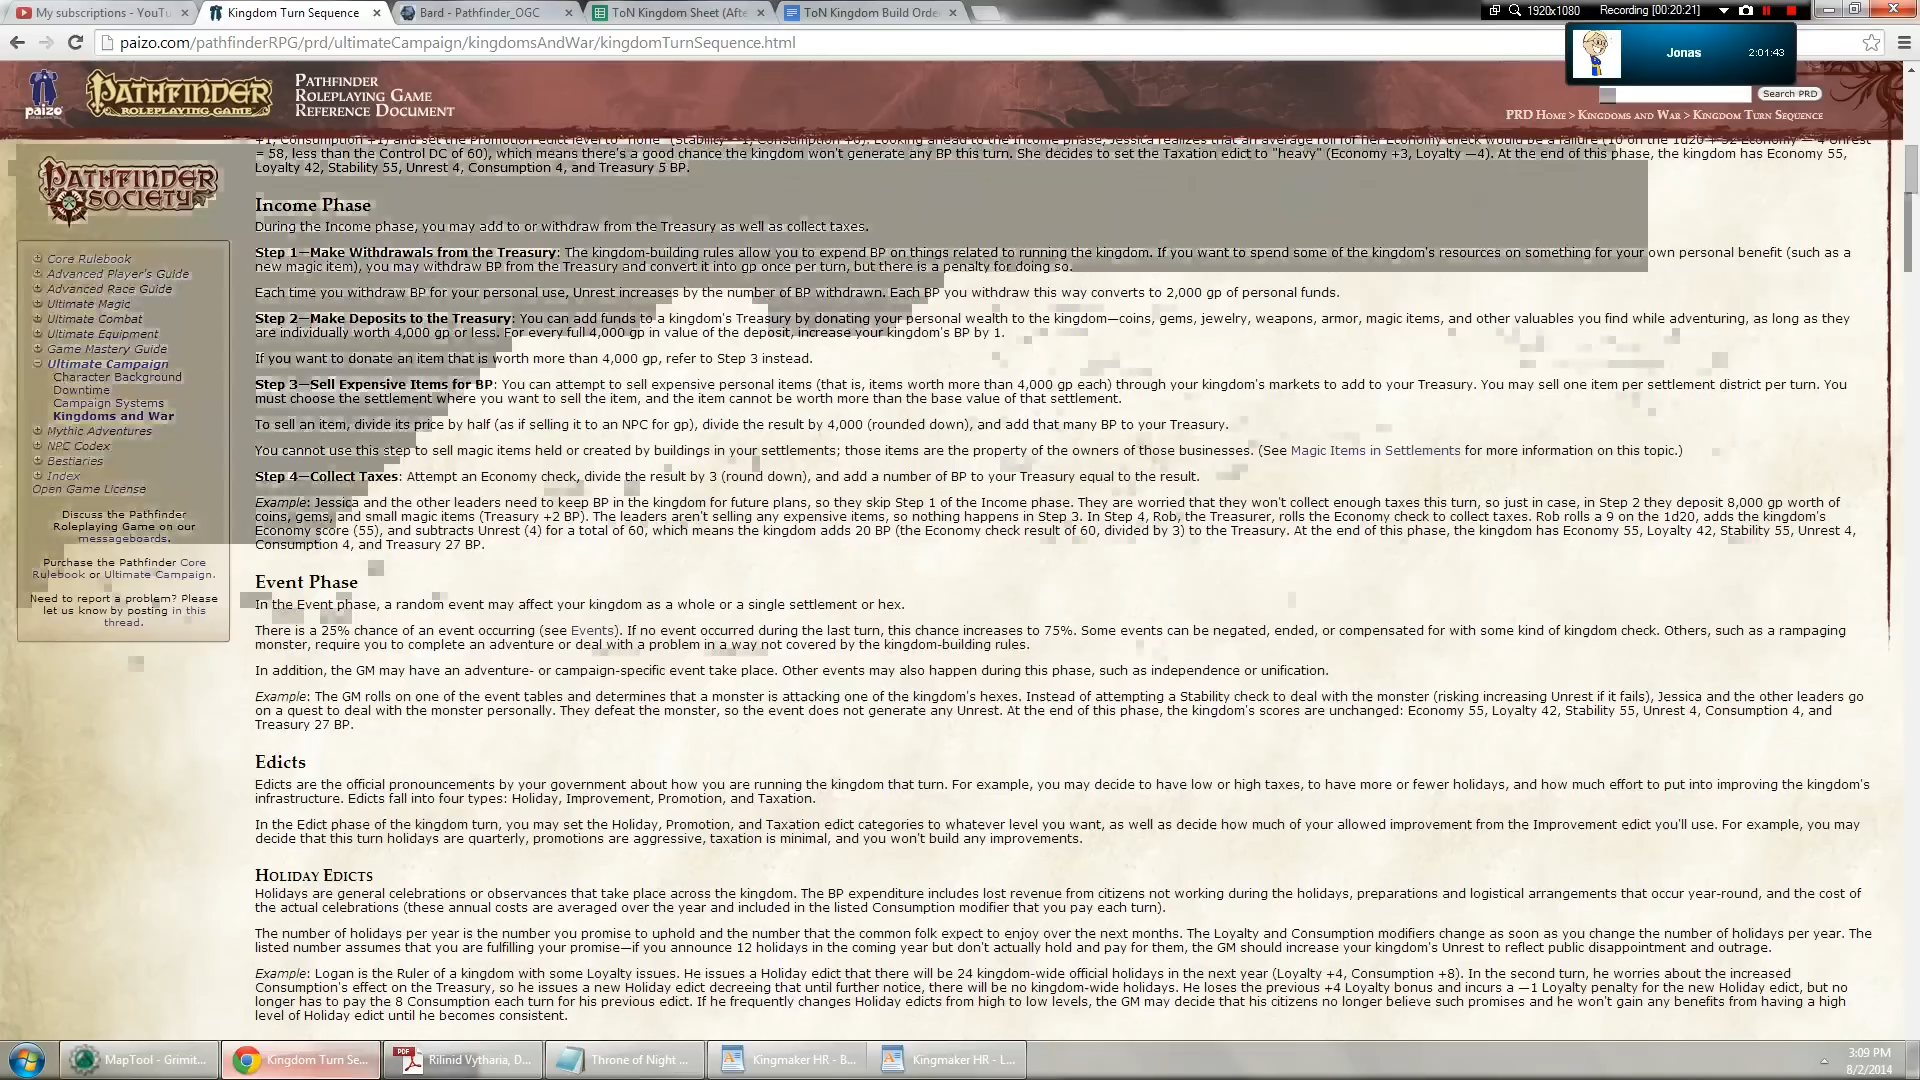 My subscriptions - YouTu
Kingdom Turn Sequence
Bard - Pathfinder_OGC
ToN Kingdom Sheet (Afte
ToN Kingdom Build Orde
1920x1080
Recording [00:20:21]
paizo.com/pathfinderRPG/prd/ultimateCampaign/kingdomsAndWar/kingdomTurnSequence.html
Jonas
2:01:43
paizo
PATHFINDER
ROLEPLAYING GAME
Pathfinder
Roleplaying Game
Reference Document
Search PRD
PRD Home > Kingdoms and War > Kingdom Turn Sequence
PATHFINDER
SOCIETY
Core Rulebook
Advanced Player's Guide
Advanced Race Guide
Ultimate Magic
Ultimate Combat
Ultimate Equipment
Game Mastery Guide
Ultimate Campaign
Character Background
Downtime
Campaign Systems
Kingdoms and War
Mythic Adventures
NPC Codex
Bestiaries
Index
Open Game License
Discuss the Pathfinder
Roleplaying Game on our
messageboards.
Purchase the Pathfinder Core
Rulebook or Ultimate Campaign.
Need to report a problem? Please
let us know by posting in this
thread.
= 58, less than the Control DC of 60), which means there's a good chance the kingdom won't generate any BP this turn. She decides to set the Taxation edict to "heavy" (Economy +3, Loyalty —4). At the end of this phase, the kingdom has Economy 55,
Loyalty 42, Stability 55, Unrest 4, Consumption 4, and Treasury 5 BP.
Income Phase
During the Income phase, you may add to or withdraw from the Treasury as well as collect taxes.
Step 1—Make Withdrawals from the Treasury: The kingdom-building rules allow you to expend BP on things related to running the kingdom. If you want to spend some of the kingdom's resources on something for your own personal benefit (such as a
new magic item), you may withdraw BP from the Treasury and convert it into gp once per turn, but there is a penalty for doing so.
Each time you withdraw BP for your personal use, Unrest increases by the number of BP withdrawn. Each BP you withdraw this way converts to 2,000 gp of personal funds.
Step 2—Make Deposits to the Treasury: You can add funds to a kingdom's Treasury by donating your personal wealth to the kingdom—coins, gems, jewelry, weapons, armor, magic items, and other valuables you find while adventuring, as long as they
are individually worth 4,000 gp or less. For every full 4,000 gp in value of the deposit, increase your kingdom's BP by 1.
If you want to donate an item that is worth more than 4,000 gp, refer to Step 3 instead.
Step 3—Sell Expensive Items for BP: You can attempt to sell expensive personal items (that is, items worth more than 4,000 gp each) through your kingdom's markets to add to your Treasury. You may sell one item per settlement district per turn. You
must choose the settlement where you want to sell the item, and the item cannot be worth more than the base value of that settlement.
To sell an item, divide its price by half (as if selling it to an NPC for gp), divide the result by 4,000 (rounded down), and add that many BP to your Treasury.
You cannot use this step to sell magic items held or created by buildings in your settlements; those items are the property of the owners of those businesses. (See Magic Items in Settlements for more information on this topic.)
Step 4—Collect Taxes: Attempt an Economy check, divide the result by 3 (round down), and add a number of BP to your Treasury equal to the result.
Example: Jessica and the other leaders need to keep BP in the kingdom for future plans, so they skip Step 1 of the Income phase. They are worried that they won't collect enough taxes this turn, so just in case, in Step 2 they deposit 8,000 gp worth of
coins, gems, and small magic items (Treasury +2 BP). The leaders aren't selling any expensive items, so nothing happens in Step 3. In Step 4, Rob, the Treasurer, rolls the Economy check to collect taxes. Rob rolls a 9 on the 1d20, adds the kingdom's
Economy score (55), and subtracts Unrest (4) for a total of 60, which means the kingdom adds 20 BP (the Economy check result of 60, divided by 3) to the Treasury. At the end of this phase, the kingdom has Economy 55, Loyalty 42, Stability 55, Unrest 4,
Consumption 4, and Treasury 27 BP.
Event Phase
In the Event phase, a random event may affect your kingdom as a whole or a single settlement or hex.
There is a 25% chance of an event occurring (see Events). If no event occurred during the last turn, this chance increases to 75%. Some events can be negated, ended, or compensated for with some kind of kingdom check. Others, such as a rampaging
monster, require you to complete an adventure or deal with a problem in a way not covered by the kingdom-building rules.
In addition, the GM may have an adventure- or campaign-specific event take place. Other events may also happen during this phase, such as independence or unification.
Example: The GM rolls on one of the event tables and determines that a monster is attacking one of the kingdom's hexes. Instead of attempting a Stability check to deal with the monster (risking increasing Unrest if it fails), Jessica and the other leaders go
on a quest to deal with the monster personally. They defeat the monster, so the event does not generate any Unrest. At the end of this phase, the kingdom's scores are unchanged: Economy 55, Loyalty 42, Stability 55, Unrest 4, Consumption 4, and
Treasury 27 BP.
Edicts
Edicts are the official pronouncements by your government about how you are running the kingdom that turn. For example, you may decide to have low or high taxes, to have more or fewer holidays, and how much effort to put into improving the kingdom's
infrastructure. Edicts fall into four types: Holiday, Improvement, Promotion, and Taxation.
In the Edict phase of the kingdom turn, you may set the Holiday, Promotion, and Taxation edict categories to whatever level you want, as well as decide how much of your allowed improvement from the Improvement edict you'll use. For example, you may
decide that this turn holidays are quarterly, promotions are aggressive, taxation is minimal, and you won't build any improvements.
Holiday Edicts
Holidays are general celebrations or observances that take place across the kingdom. The BP expenditure includes lost revenue from citizens not working during the holidays, preparations and logistical arrangements that occur year-round, and the cost of
the actual celebrations (these annual costs are averaged over the year and included in the listed Consumption modifier that you pay each turn).
The number of holidays per year is the number you promise to uphold and the number that the common folk expect to enjoy over the next months. The Loyalty and Consumption modifiers change as soon as you change the number of holidays per year. The
listed number assumes that you are fulfilling your promise—if you announce 12 holidays in the coming year but don't actually hold and pay for them, the GM should increase your kingdom's Unrest to reflect public disappointment and outrage.
Example: Logan is the Ruler of a kingdom with some Loyalty issues. He issues a Holiday edict that there will be 24 kingdom-wide official holidays in the next year (Loyalty +4, Consumption +8). In the second turn, he worries about the increased
Consumption's effect on the Treasury, so he issues a new Holiday edict decreeing that until further notice, there will be no kingdom-wide holidays. He loses the previous +4 Loyalty bonus and incurs a —1 Loyalty penalty for the new Holiday edict, but no
longer has to pay the 8 Consumption each turn for his previous edict. If he frequently changes Holiday edicts from high to low levels, the GM may decide that his citizens no longer believe such promises and he won't gain any benefits from having a high
level of Holiday edict until he becomes consistent.
MapTool - Grimit...
Kingdom Turn Se...
Rilinid Vytharia, D...
Throne of Night ...
Kingmaker HR - B...
Kingmaker HR - L...
3:09 PM
8/2/2014